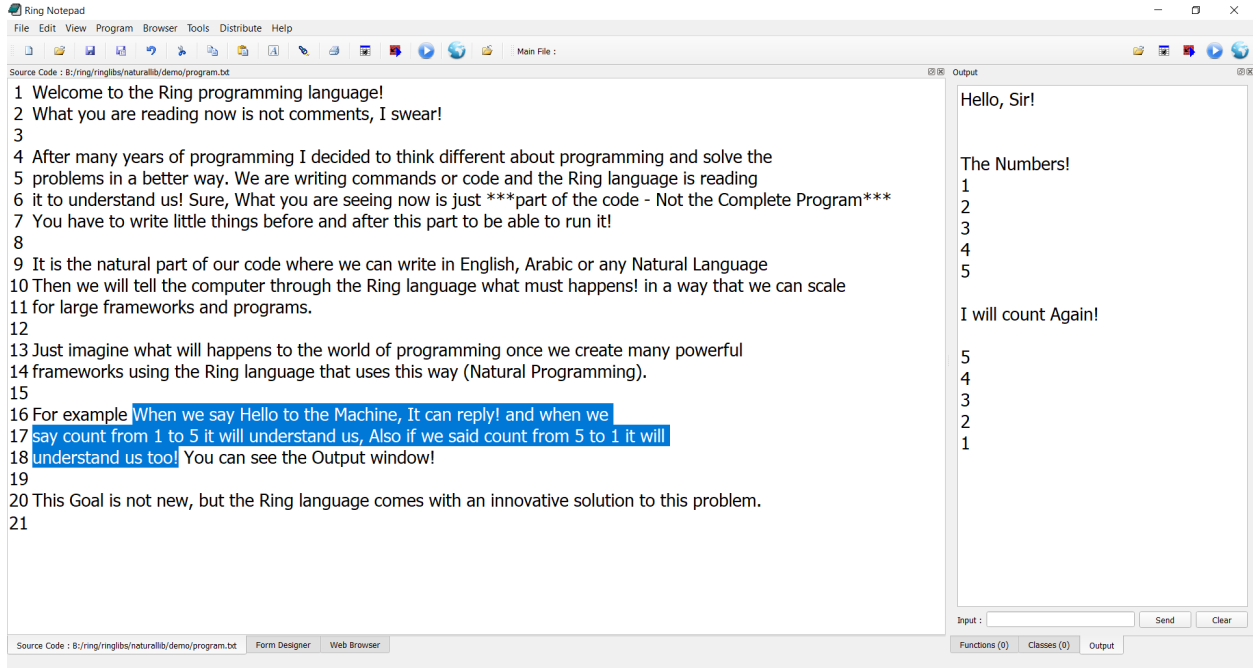 Ring Notepad
File Edit View Program Browser Tools Distribute Help
Main File :
Source Code : B:/ring/ringlibs/naturallib/demo/program.txt
1 Welcome to the Ring programming language!
2 What you are reading now is not comments, I swear!
3
4 After many years of programming I decided to think different about programming and solve the
5 problems in a better way. We are writing commands or code and the Ring language is reading
6 it to understand us! Sure, What you are seeing now is just ***part of the code - Not the Complete Program***
7 You have to write little things before and after this part to be able to run it!
8
9 It is the natural part of our code where we can write in English, Arabic or any Natural Language
10 Then we will tell the computer through the Ring language what must happens! in a way that we can scale
11 for large frameworks and programs.
12
13 Just imagine what will happens to the world of programming once we create many powerful
14 frameworks using the Ring language that uses this way (Natural Programming).
15
16 For example When we say Hello to the Machine, It can reply! and when we
17 say count from 1 to 5 it will understand us, Also if we said count from 5 to 1 it will
18 understand us too! You can see the Output window!
19
20 This Goal is not new, but the Ring language comes with an innovative solution to this problem.
21
Output
Hello, Sir!
The Numbers!
1
2
3
4
5
I will count Again!
5
4
3
2
1
Input :
Send
Clear
Source Code : B:/ring/ringlibs/naturallib/demo/program.txt
Form Designer
Web Browser
Functions (0)
Classes (0)
Output